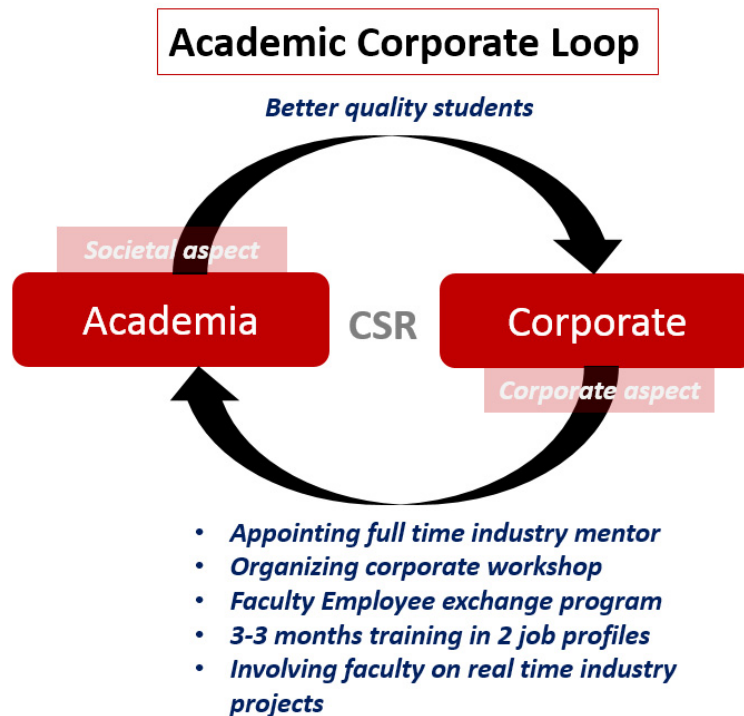 Academic Corporate Loop
Better quality students
Societal aspect
Academia
CSR
Corporate
Corporate aspect
• Appointing full time industry mentor
• Organizing corporate workshop
• Faculty Employee exchange program
• 3-3 months training in 2 job profiles
• Involving faculty on real time industry
projects